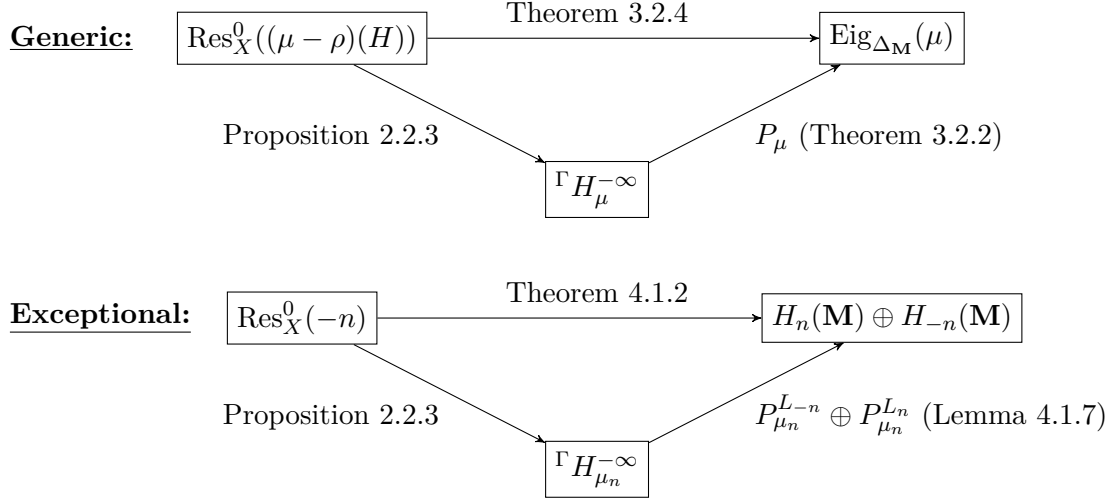 Theorem 3.2.4
Generic: Res⁰_X((μ − ρ)(H)) Eig_{Δ_M}(μ)
Proposition 2.2.3 P_μ (Theorem 3.2.2)
^Γ H_μ^{−∞}
Theorem 4.1.2
Exceptional: Res⁰_X(−n) H_n(M) ⊕ H_{−n}(M)
Proposition 2.2.3 P_{μ_n}^{L_{−n}} ⊕ P_{μ_n}^{L_n} (Lemma 4.1.7)
^Γ H_{μ_n}^{−∞}